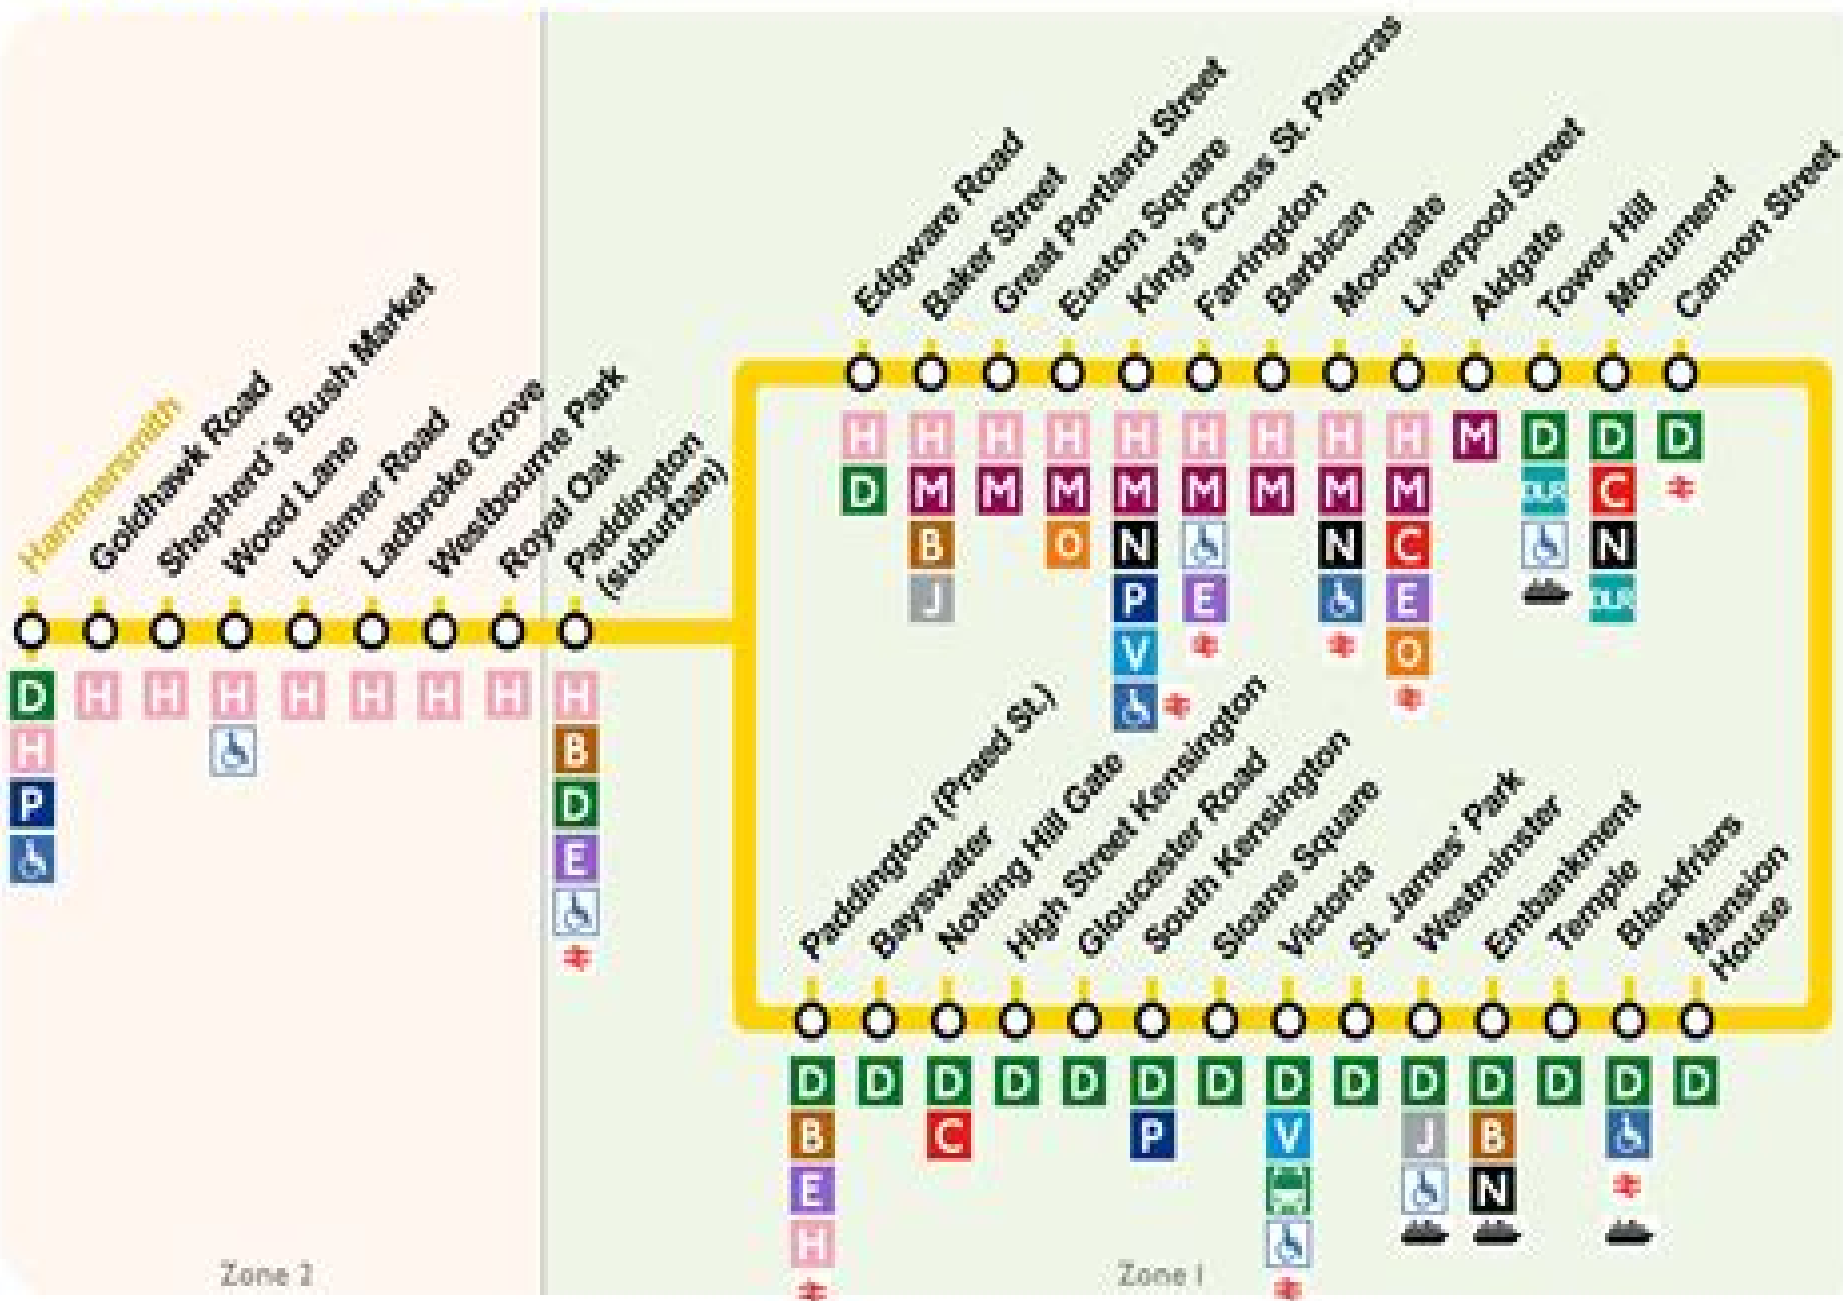 Hammersmith
Goldhawk Road
Shepherd's Bush Market
Wood Lane
Latimer Road
Ladbroke Grove
Westbourne Park
Royal Oak
Paddington
(suburban)
D
H
P
H
H
H
H
H
H
H
H
B
D
E
Edgware Road
Baker Street
Great Portland Street
Euston Square
King's Cross St. Pancras
Farringdon
Barbican
Moorgate
Liverpool Street
Aldgate
Tower Hill
Monument
Cannon Street
H
D
H
M
B
J
H
M
H
M
O
H
M
N
P
V
H
M
E
H
M
H
M
N
H
M
C
E
O
M
D
DLR
D
C
N
DLR
D
Paddington (Praed St.)
Bayswater
Notting Hill Gate
High Street Kensington
Gloucester Road
South Kensington
Sloane Square
Victoria
St. James' Park
Westminster
Embankment
Temple
Blackfriars
Mansion
House
D
B
E
H
D
D
C
D
D
D
P
D
D
V
D
D
J
D
B
N
D
D
D
Zone 2
Zone 1